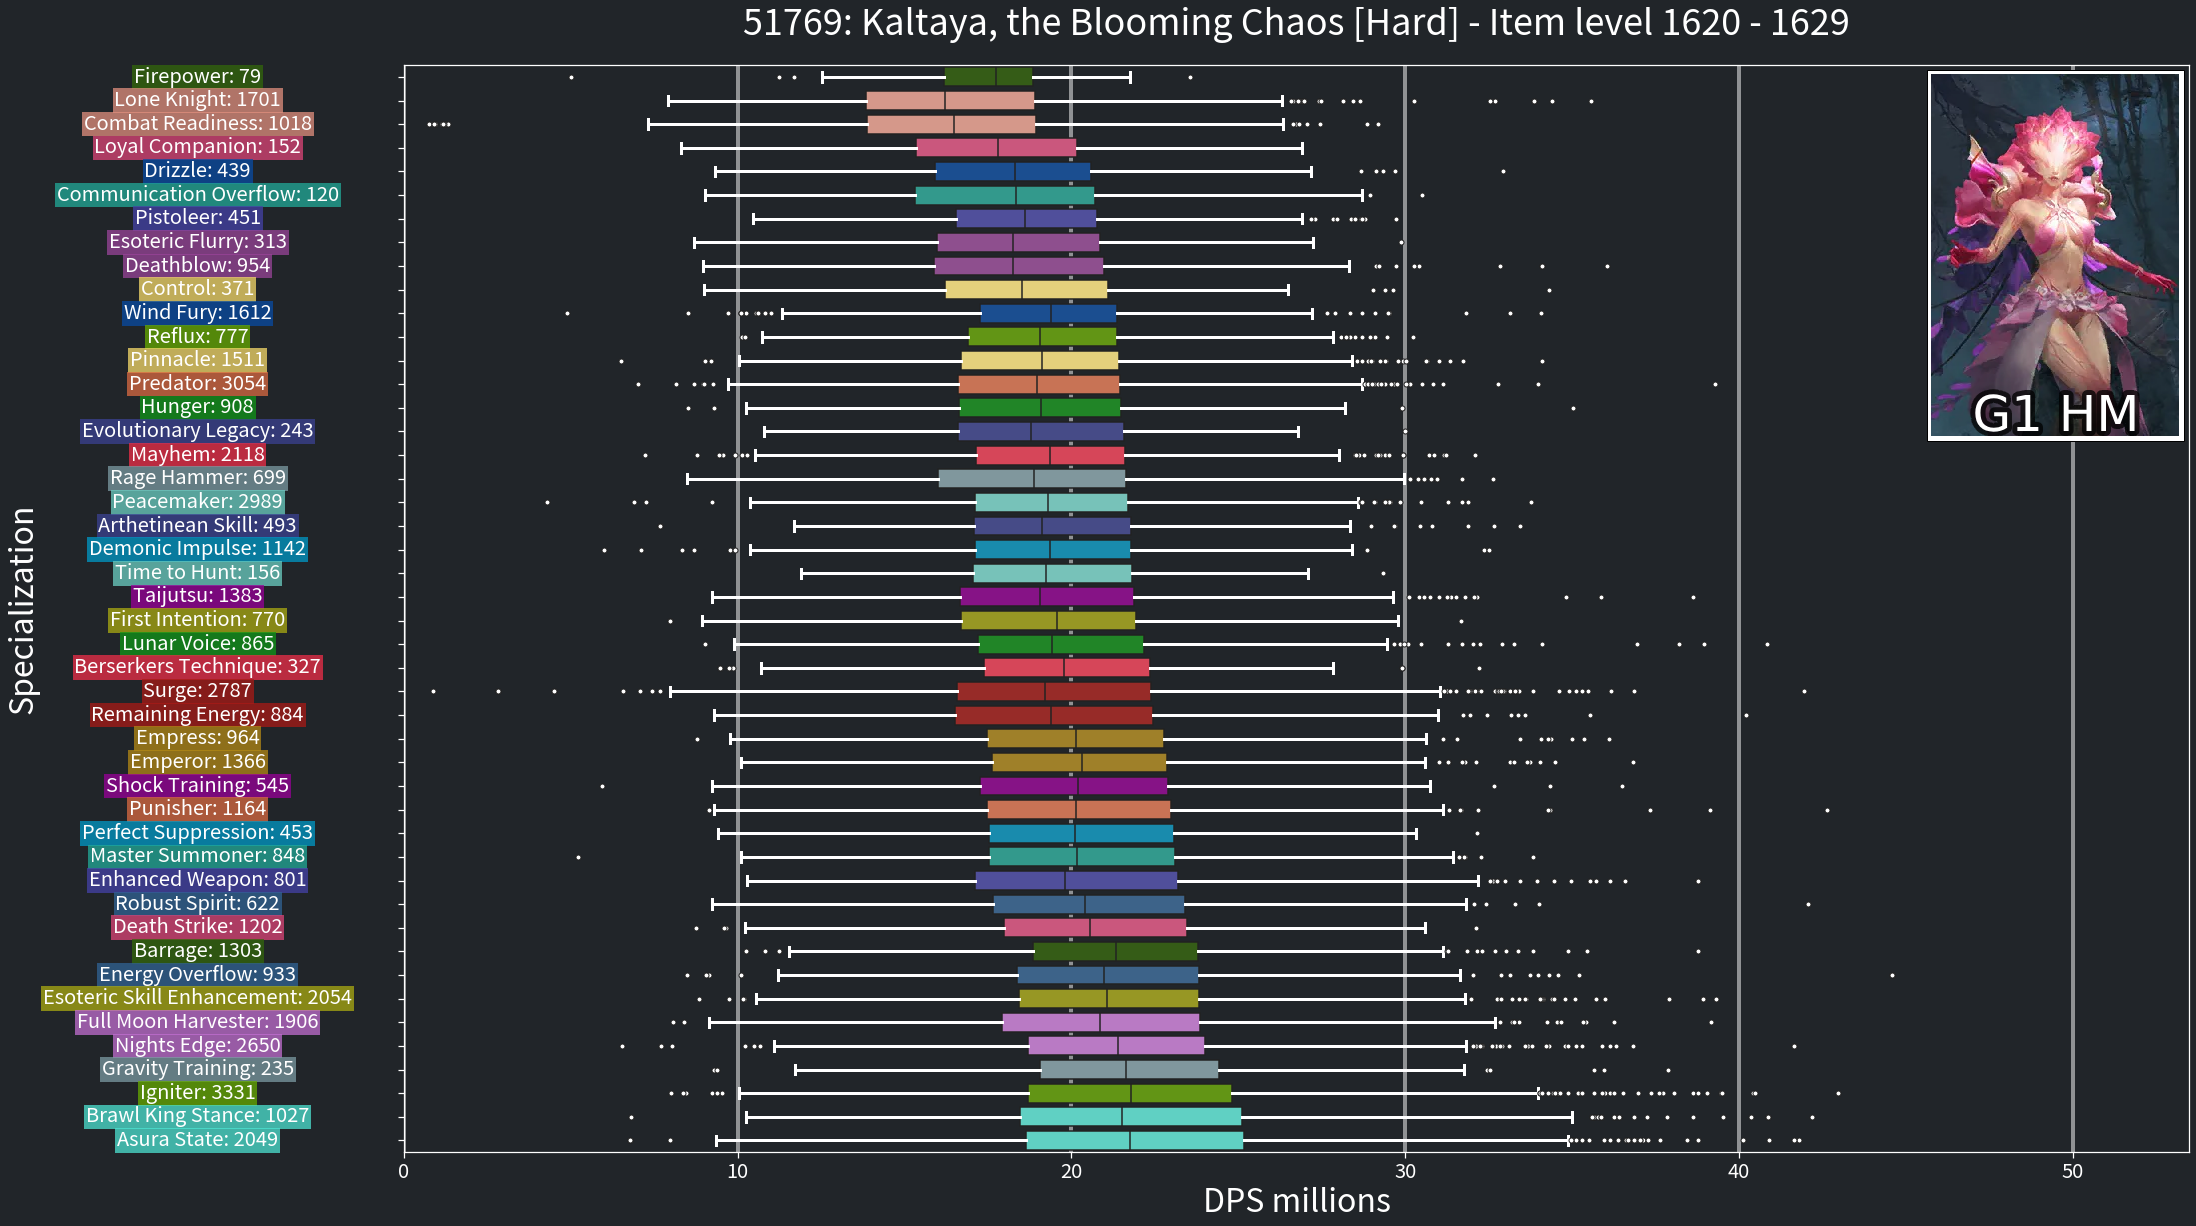 51769: Kaltaya, the Blooming Chaos [Hard] - Item level 1620 - 1629
Specialization
Firepower: 79
Lone Knight: 1701
Combat Readiness: 1018
Loyal Companion: 152
Drizzle: 439
Communication Overflow: 120
Pistoleer: 451
Esoteric Flurry: 313
Deathblow: 954
Control: 371
Wind Fury: 1612
Reflux: 777
Pinnacle: 1511
Predator: 3054
Hunger: 908
Evolutionary Legacy: 243
Mayhem: 2118
Rage Hammer: 699
Peacemaker: 2989
Arthetinean Skill: 493
Demonic Impulse: 1142
Time to Hunt: 156
Taijutsu: 1383
First Intention: 770
Lunar Voice: 865
Berserkers Technique: 327
Surge: 2787
Remaining Energy: 884
Empress: 964
Emperor: 1366
Shock Training: 545
Punisher: 1164
Perfect Suppression: 453
Master Summoner: 848
Enhanced Weapon: 801
Robust Spirit: 622
Death Strike: 1202
Barrage: 1303
Energy Overflow: 933
Esoteric Skill Enhancement: 2054
Full Moon Harvester: 1906
Nights Edge: 2650
Gravity Training: 235
Igniter: 3331
Brawl King Stance: 1027
Asura State: 2049
G1 HM
0 10 20 30 40 50
DPS millions